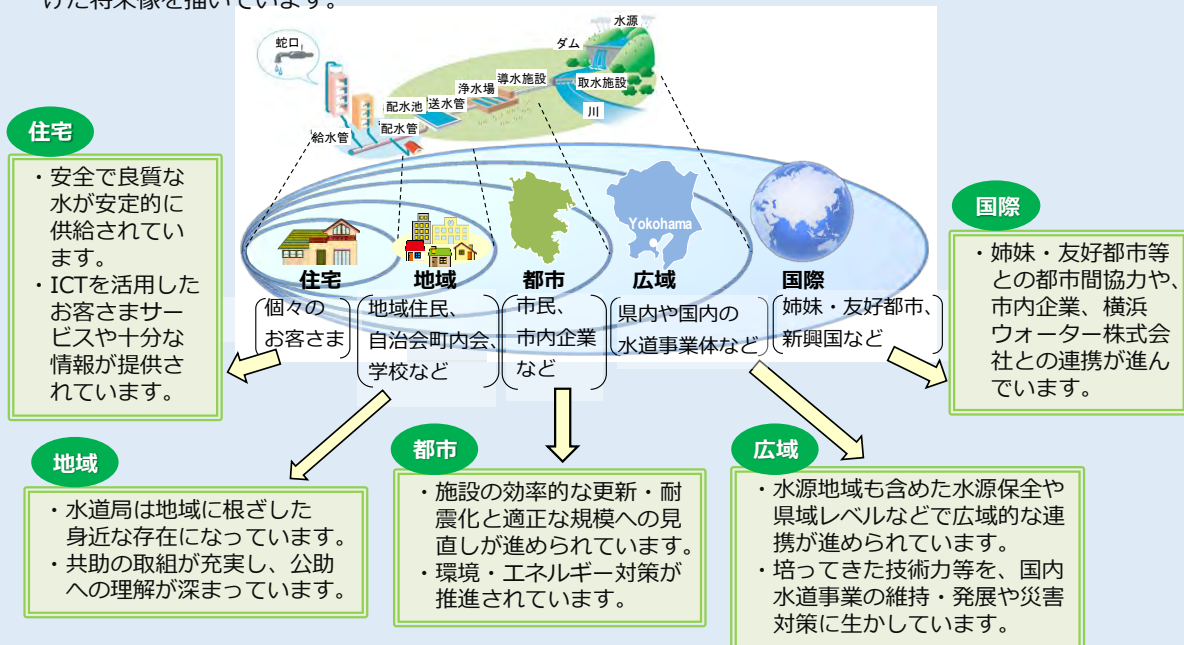 けた将来像を描いています。
水源
ダム
蛇口
導水施設
取水施設
浄水場
川
配水池
送水管
配水管
給水管
Yokohama
住宅
地域
都市
広域
国際
個々の
お客さま
地域住民、
自治会町内会、
学校など
市民、
市内企業
など
県内や国内の
水道事業体など
姉妹・友好都市、
新興国など
住宅
・安全で良質な
水が安定的に
供給されてい
ます。
・ICTを活用した
お客さまサー
ビスや十分な
情報が提供さ
れています。
国際
・姉妹・友好都市等
との都市間協力や、
市内企業、横浜
ウォーター株式会
社との連携が進ん
でいます。
地域
・水道局は地域に根ざした
身近な存在になっています。
・共助の取組が充実し、公助
への理解が深まっています。
都市
・施設の効率的な更新・耐
震化と適正な規模への見
直しが進められています。
・環境・エネルギー対策が
推進されています。
広域
・水源地域も含めた水源保全や
県域レベルなどで広域的な連
携が進められています。
・培ってきた技術力等を、国内
水道事業の維持・発展や災害
対策に生かしています。